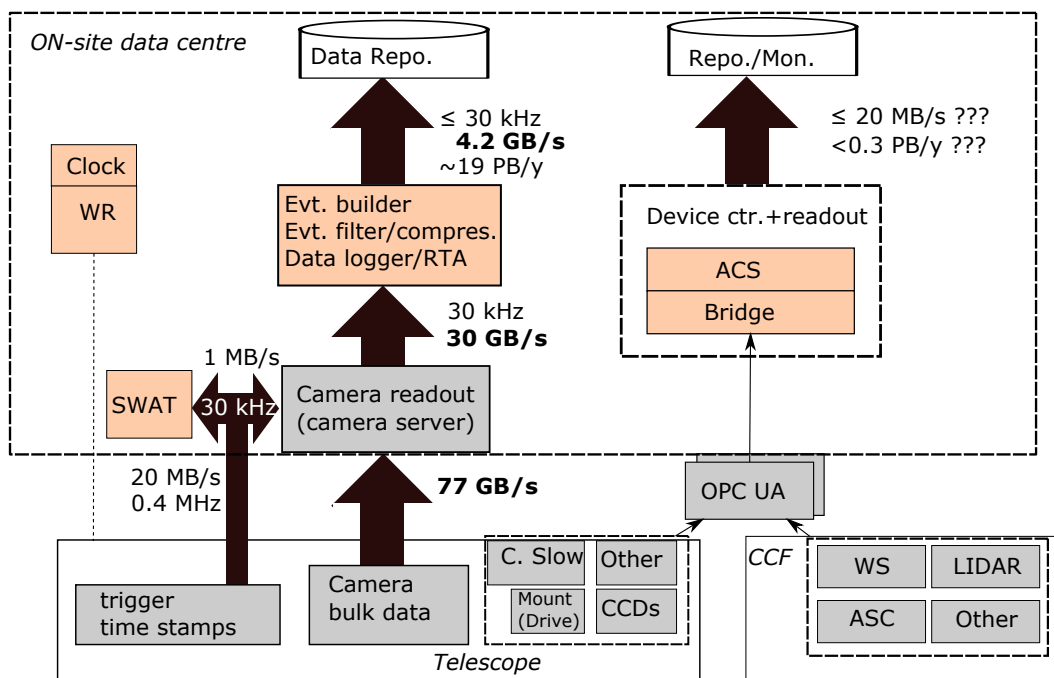 ON-site data centre
Data Repo.
Repo./Mon.
≤ 30 kHz
4.2 GB/s
~19 PB/y
≤ 20 MB/s ???
<0.3 PB/y ???
Clock
WR
Evt. builder
Evt. filter/compres.
Data logger/RTA
Device ctr.+readout
ACS
Bridge
30 kHz
30 GB/s
1 MB/s
SWAT
30 kHz
Camera readout
(camera server)
20 MB/s
0.4 MHz
77 GB/s
OPC UA
C. Slow
Other
Mount
(Drive)
CCDs
CCF
WS
LIDAR
ASC
Other
trigger
time stamps
Camera
bulk data
Telescope